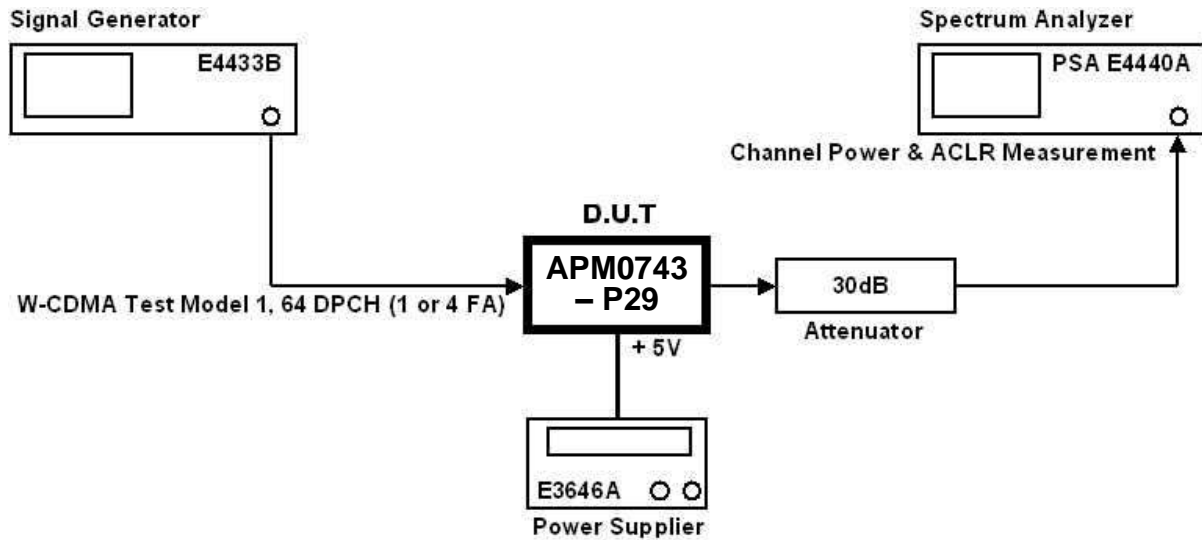 Signal Generator
E4433B
Spectrum Analyzer
PSA E4440A
Channel Power & ACLR Measurement
D.U.T
APM0743
– P29
W-CDMA Test Model 1, 64 DPCH (1 or 4 FA)
30dB
Attenuator
+ 5V
E3646A
Power Supplier